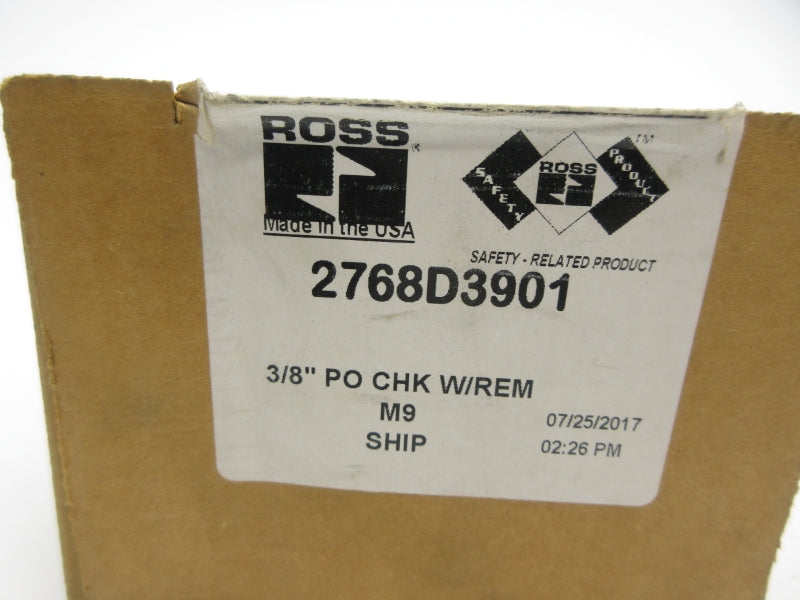 ROSS®
Made in the USA
SAFETY ROSS PRODUCT TM
SAFETY - RELATED PRODUCT
2768D3901
3/8" PO CHK W/REM
M9
07/25/2017
SHIP
02:26 PM